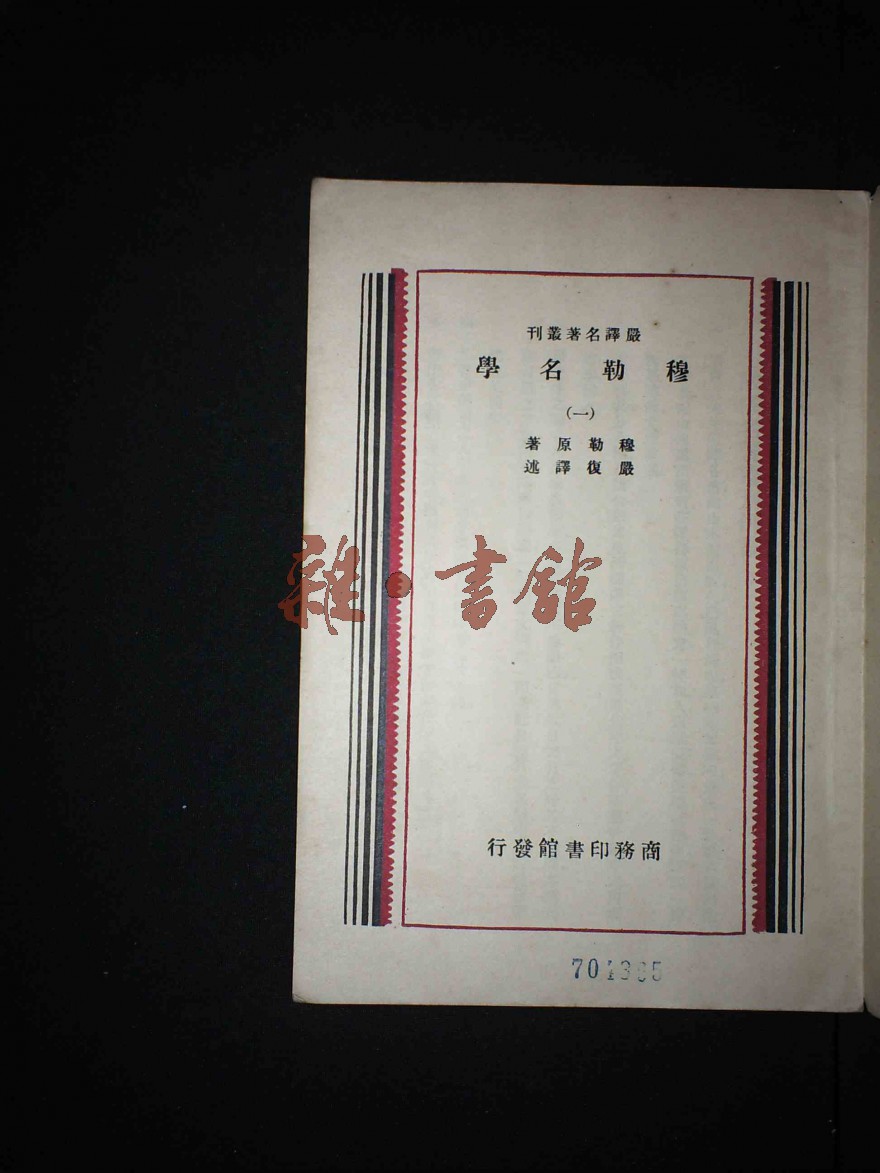 嚴譯名著叢刊
穆勒名學
(一)
穆勒原著
嚴復譯述
雜·書館
商務印書館發行